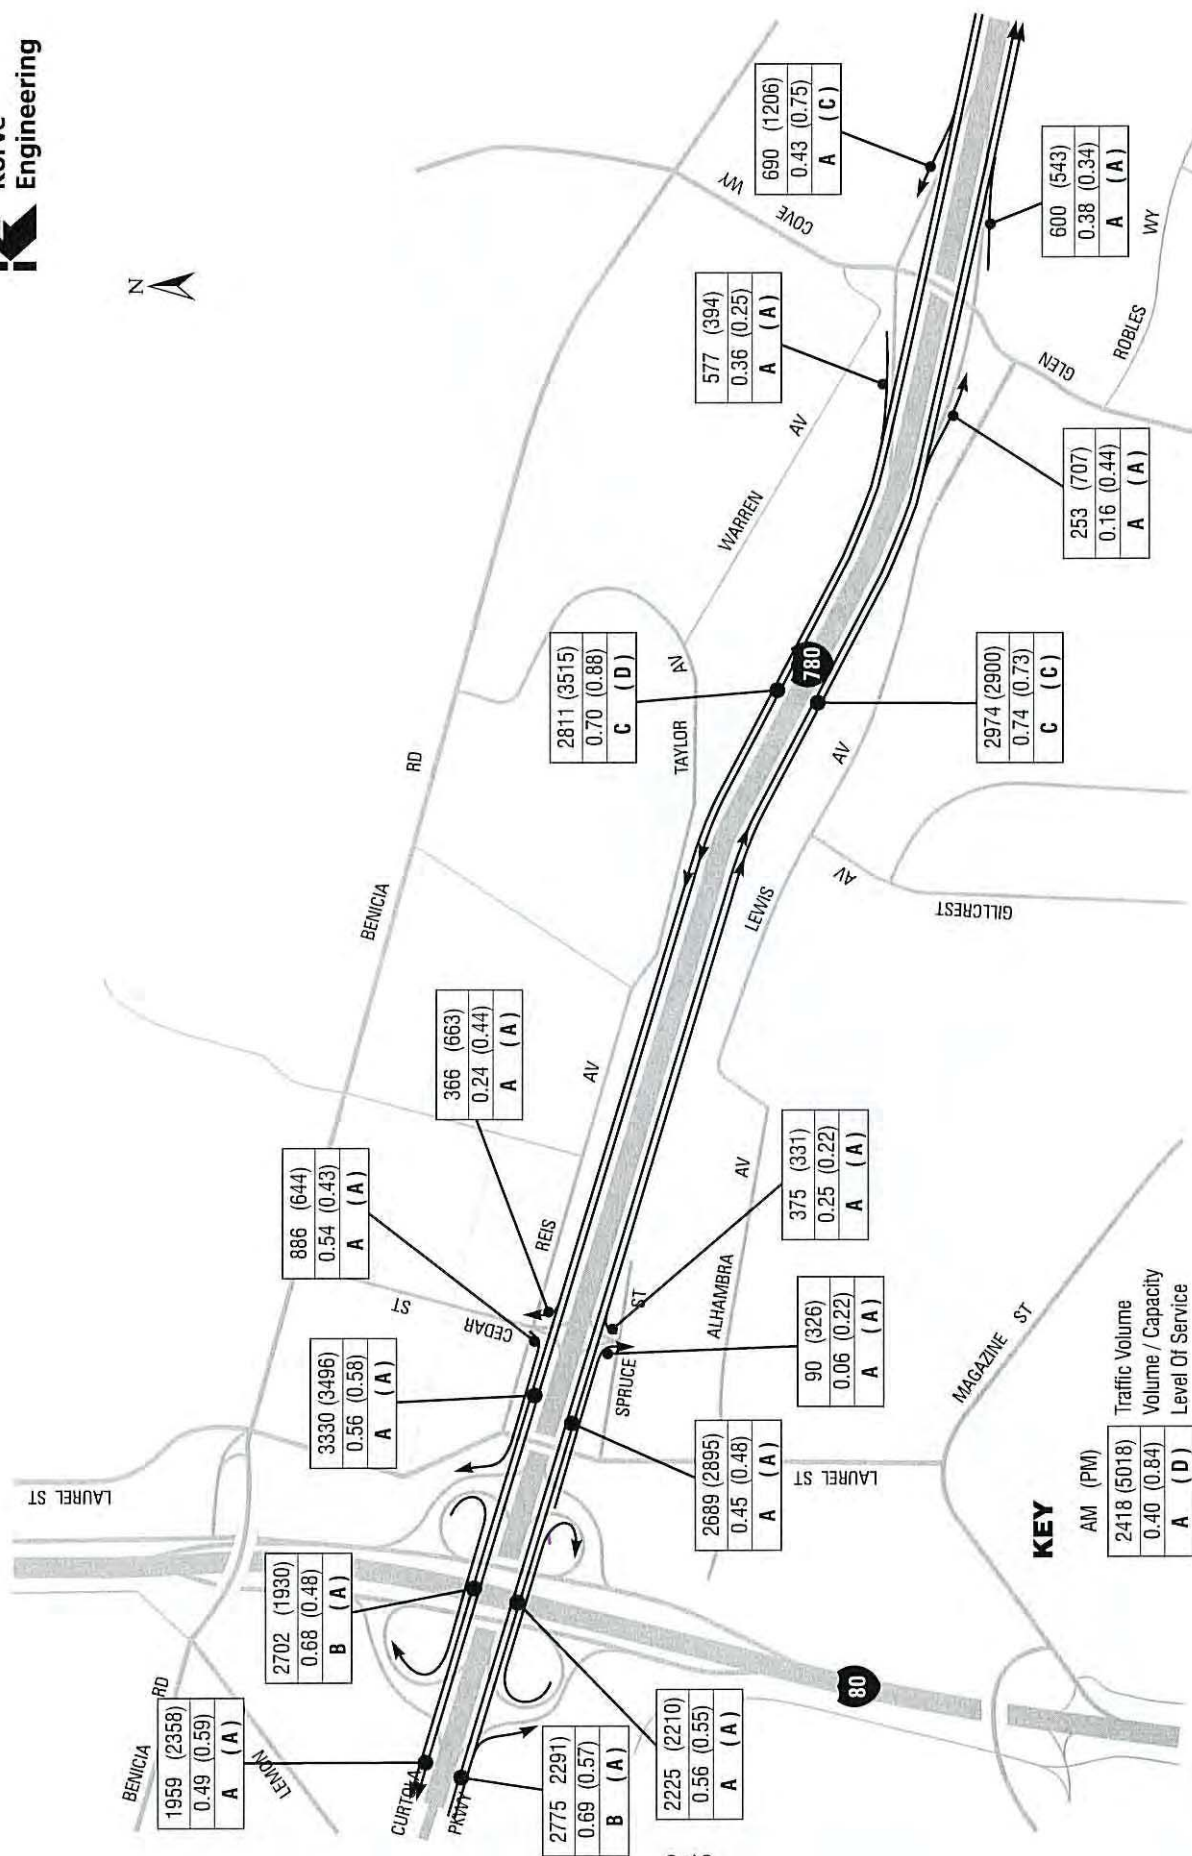 Engineering
N
690 (1206)
0.43 (0.75)
A (C)
600 (543)
0.38 (0.34)
A (A)
577 (394)
0.36 (0.25)
A (A)
253 (707)
0.16 (0.44)
A (A)
2811 (3515)
0.70 (0.88)
C (D)
2974 (2900)
0.74 (0.73)
C (C)
366 (663)
0.24 (0.44)
A (A)
886 (644)
0.54 (0.43)
A (A)
375 (331)
0.25 (0.22)
A (A)
90 (326)
0.06 (0.22)
A (A)
3330 (3496)
0.56 (0.58)
A (A)
2689 (2895)
0.45 (0.48)
A (A)
2702 (1930)
0.68 (0.48)
B (A)
1959 (2358)
0.49 (0.59)
A (A)
2775 2291)
0.69 (0.57)
B (A)
2225 (2210)
0.56 (0.55)
A (A)
COVE WY
GLEN
ROBLES WY
WARREN AV
TAYLOR AV
780
LEWIS AV
GILLCREST AV
BENICIA RD
REIS AV
CEDAR ST
SPRUCE ST
ALHAMBRA AV
MAGAZINE ST
LAUREL ST
LAUREL ST
BENICIA RD
LEMON
CURTOLA
PKWY
80
KEY
AM (PM)
2418 (5018) Traffic Volume
0.40 (0.84) Volume / Capacity
A (D) Level Of Service